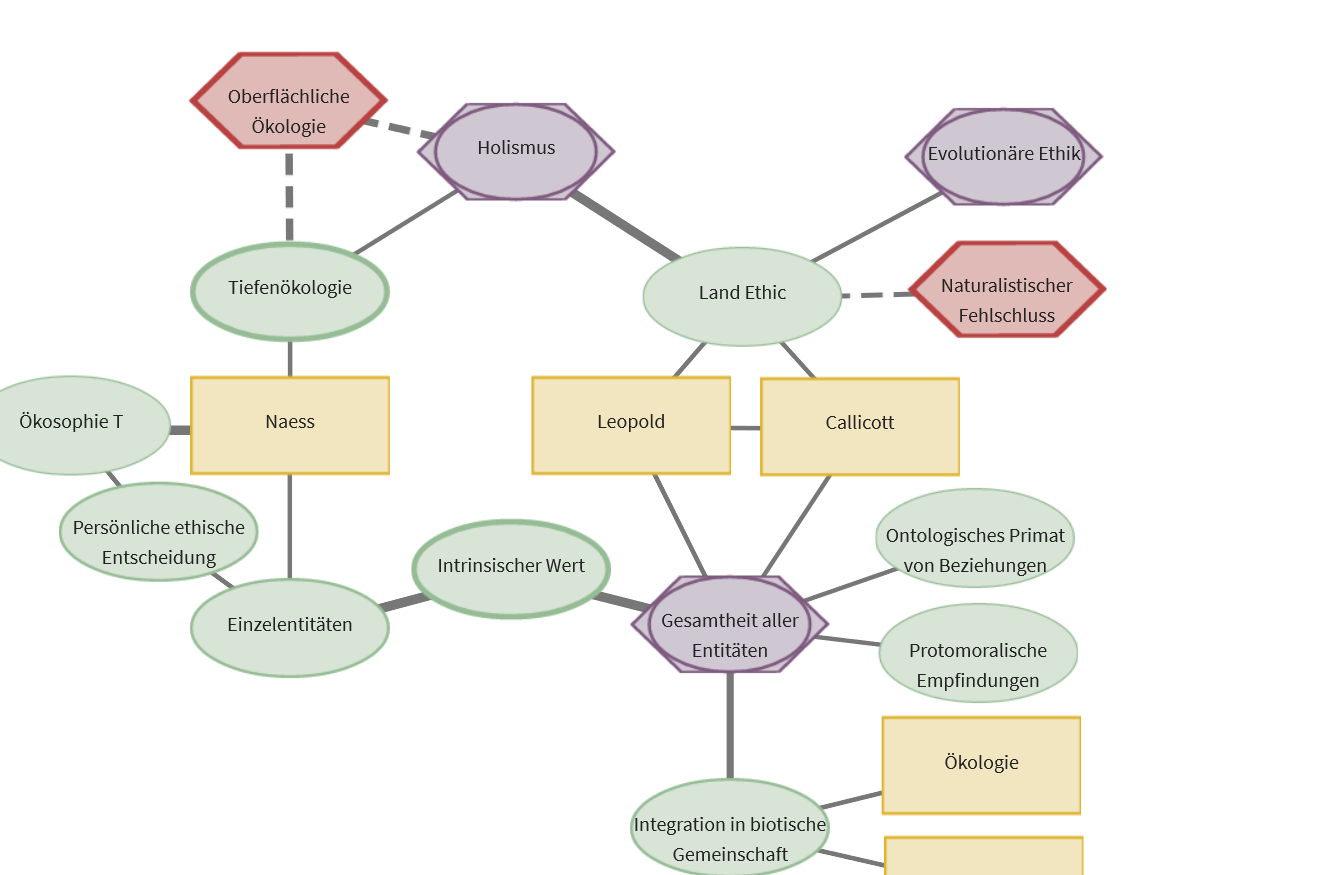 Oberflächliche
Ökologie
Holismus
Evolutionäre Ethik
Tiefenökologie
Land Ethic
Naturalistischer
Fehlschluss
Ökosophie T
Naess
Leopold
Callicott
Persönliche ethische
Entscheidung
Intrinsischer Wert
Ontologisches Primat
von Beziehungen
Einzelentitäten
Gesamtheit aller
Entitäten
Protomoralische
Empfindungen
Ökologie
Integration in biotische
Gemeinschaft